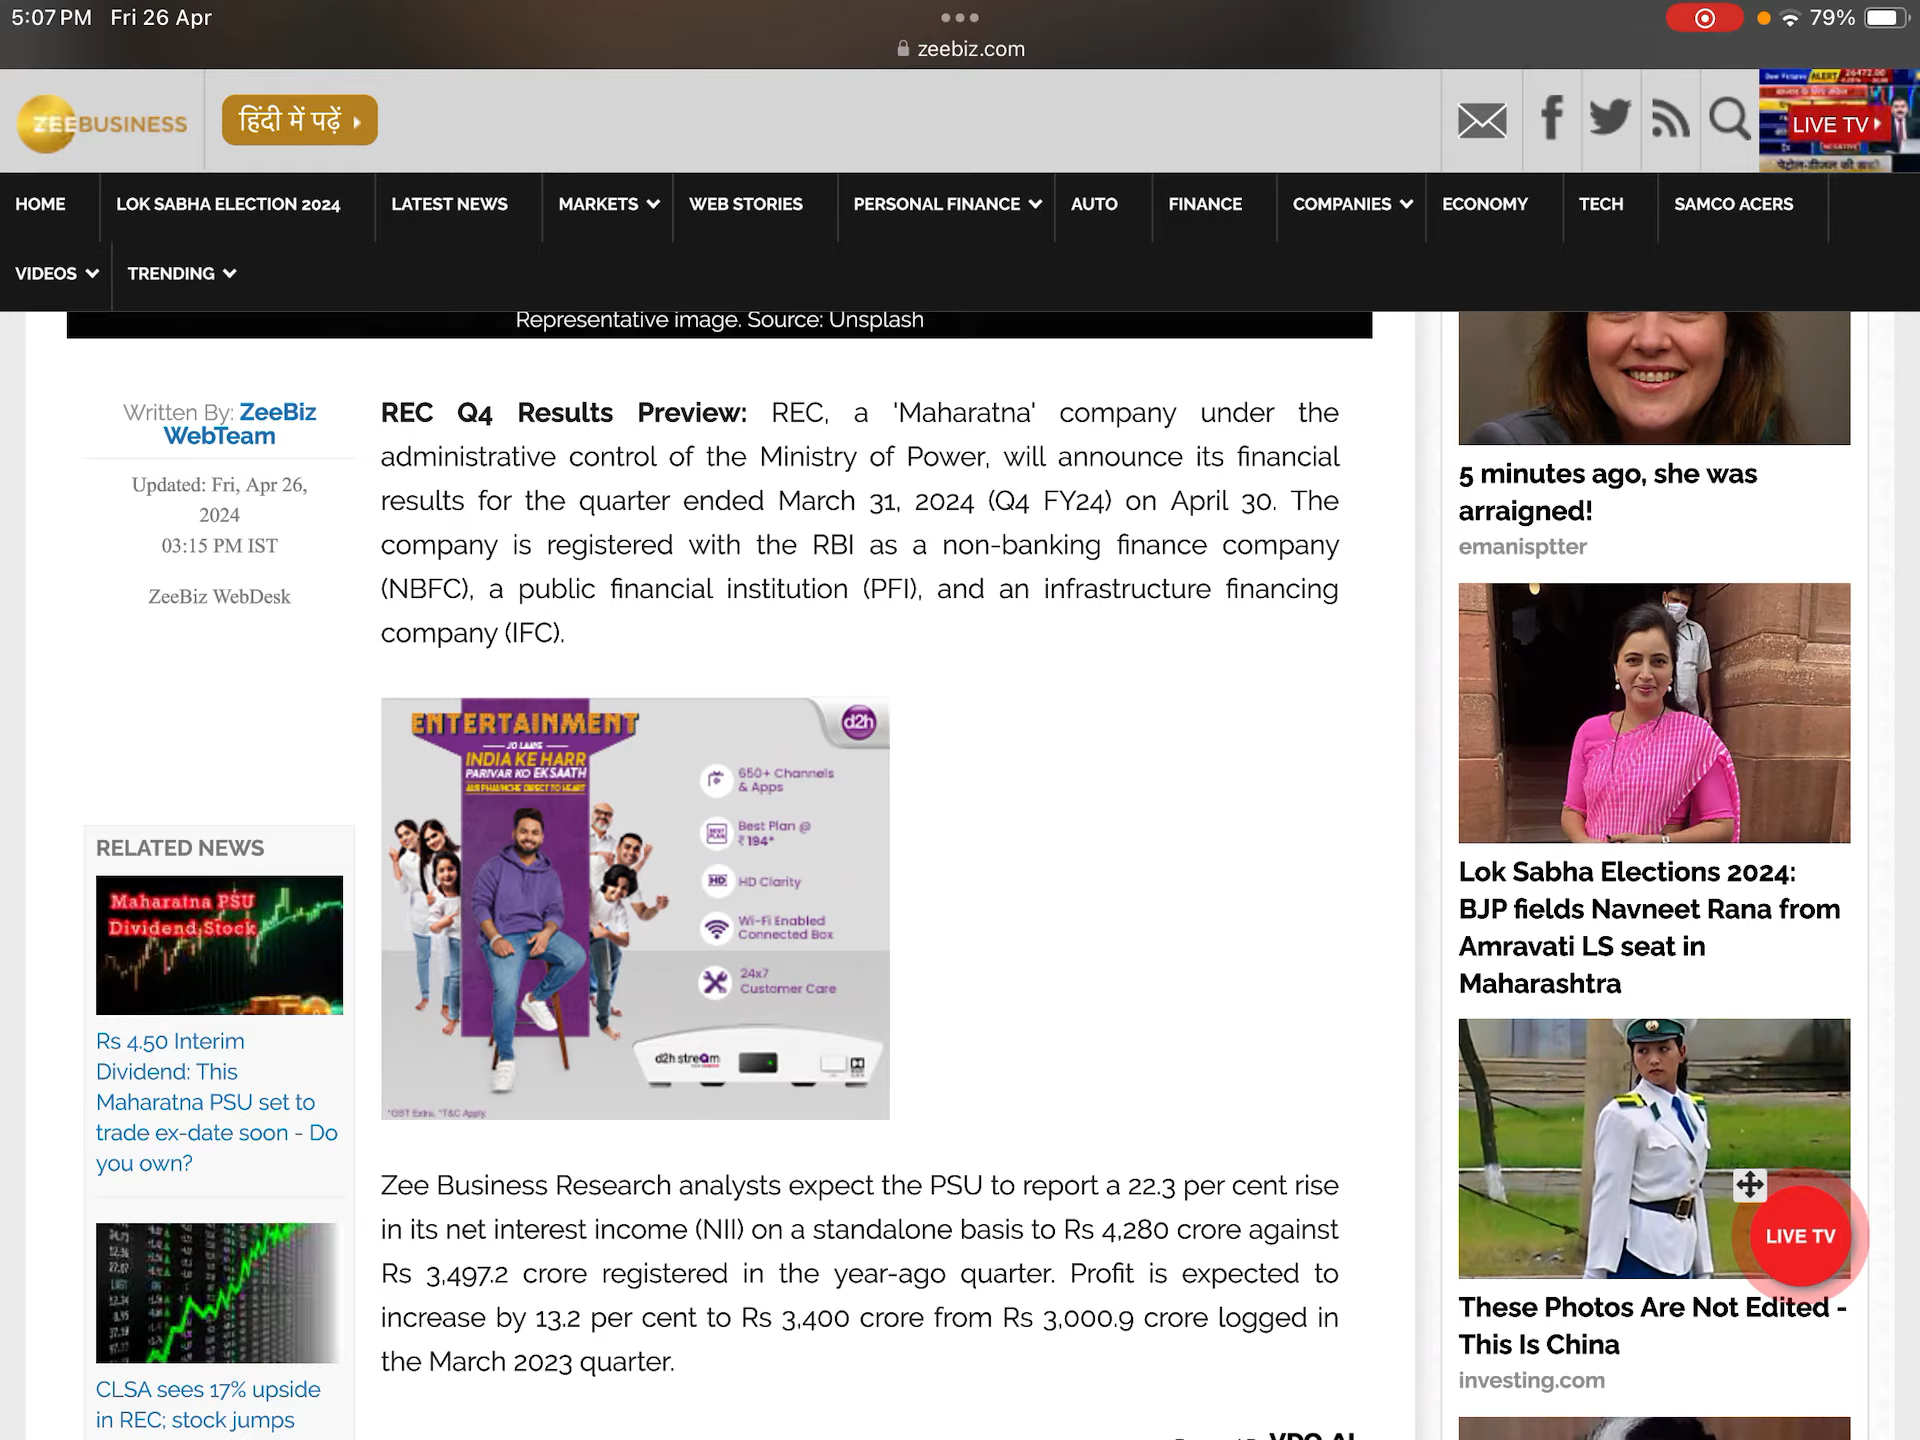 5:07 PM Fri 26 Apr
79%
zeebiz.com
ZEEBUSINESS
हिंदी में पढ़ें
LIVE TV
HOME
LOK SABHA ELECTION 2024
LATEST NEWS
MARKETS
WEB STORIES
PERSONAL FINANCE
AUTO
FINANCE
COMPANIES
ECONOMY
TECH
SAMCO ACERS
VIDEOS
TRENDING
Representative image. Source: Unsplash
Written By: ZeeBiz
WebTeam
Updated: Fri, Apr 26,
2024
03:15 PM IST
ZeeBiz WebDesk
REC Q4 Results Preview: REC, a 'Maharatna' company under the
administrative control of the Ministry of Power, will announce its financial
results for the quarter ended March 31, 2024 (Q4 FY24) on April 30. The
company is registered with the RBI as a non-banking finance company
(NBFC), a public financial institution (PFI), and an infrastructure financing
company (IFC).
ENTERTAINMENT
JO LAAYE
INDIA KE HARR
PARIVAR KO EK SAATH
d2h
650+ Channels
& Apps
BEST PLAN
Best Plan @
₹194*
HD
HD Clarity
Wi-Fi Enabled
Connected Box
24x7
Customer Care
d2h stream
*GST Extra, *T&C Apply.
RELATED NEWS
Maharatna PSU
Dividend Stock
Rs 4.50 Interim
Dividend: This
Maharatna PSU set to
trade ex-date soon - Do
you own?
CLSA sees 17% upside
in REC; stock jumps
Zee Business Research analysts expect the PSU to report a 22.3 per cent rise
in its net interest income (NII) on a standalone basis to Rs 4,280 crore against
Rs 3,497.2 crore registered in the year-ago quarter. Profit is expected to
increase by 13.2 per cent to Rs 3,400 crore from Rs 3,000.9 crore logged in
the March 2023 quarter.
5 minutes ago, she was
arraigned!
emanisptter
Lok Sabha Elections 2024:
BJP fields Navneet Rana from
Amravati LS seat in
Maharashtra
LIVE TV
These Photos Are Not Edited -
This Is China
investing.com